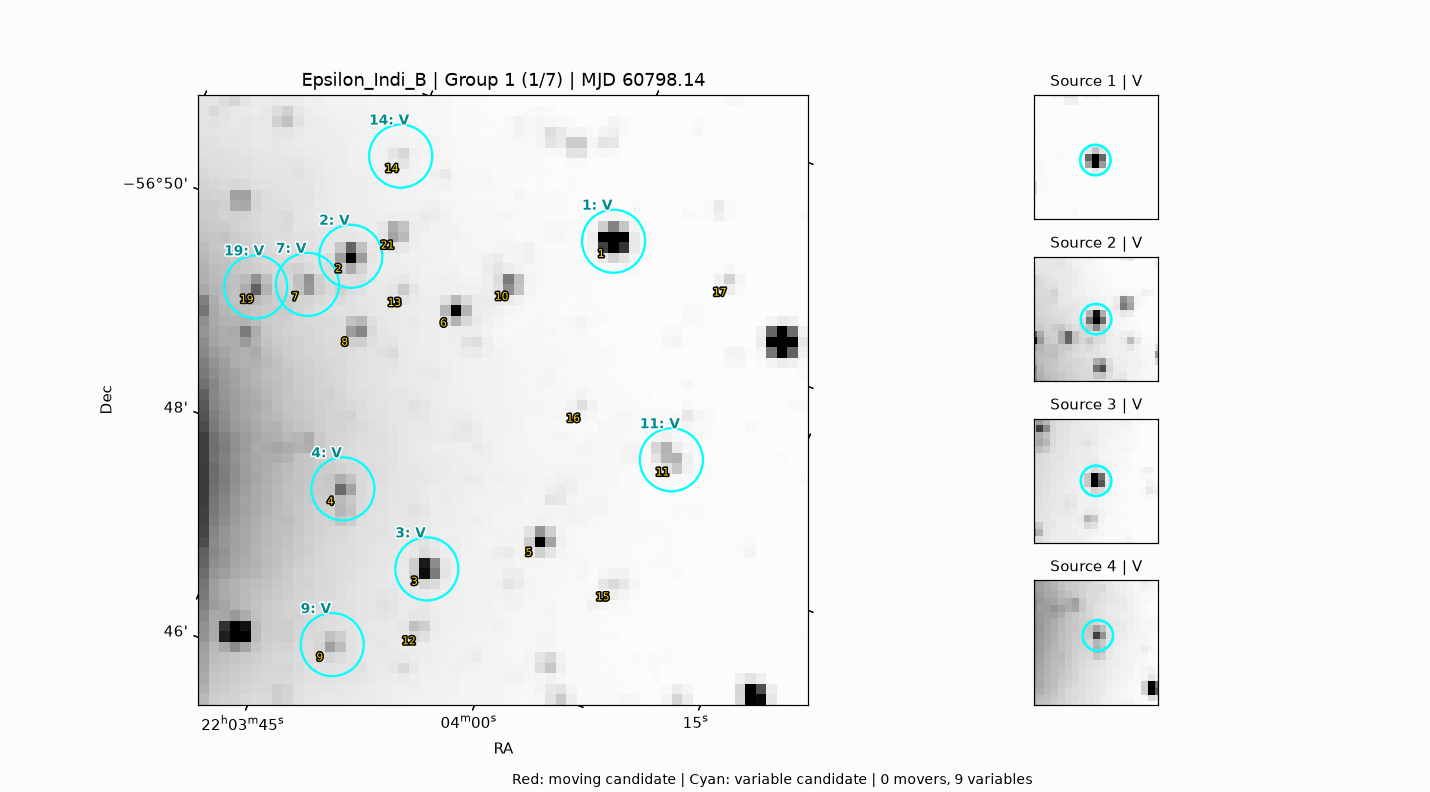 Epsilon_Indi_B | Group 1 (1/7) | MJD 60798.14
Source 1 | V
14: V
14
−56°50'
1: V
2: V
1
21
19: V
7: V
2
Source 2 | V
19
7
13
10
17
6
8
Dec
48'
Source 3 | V
16
11: V
11
4: V
4
3: V
5
3
Source 4 | V
15
9: V
46'
12
9
22h03m45s
04m00s
15s
RA
Red: moving candidate | Cyan: variable candidate | 0 movers, 9 variables